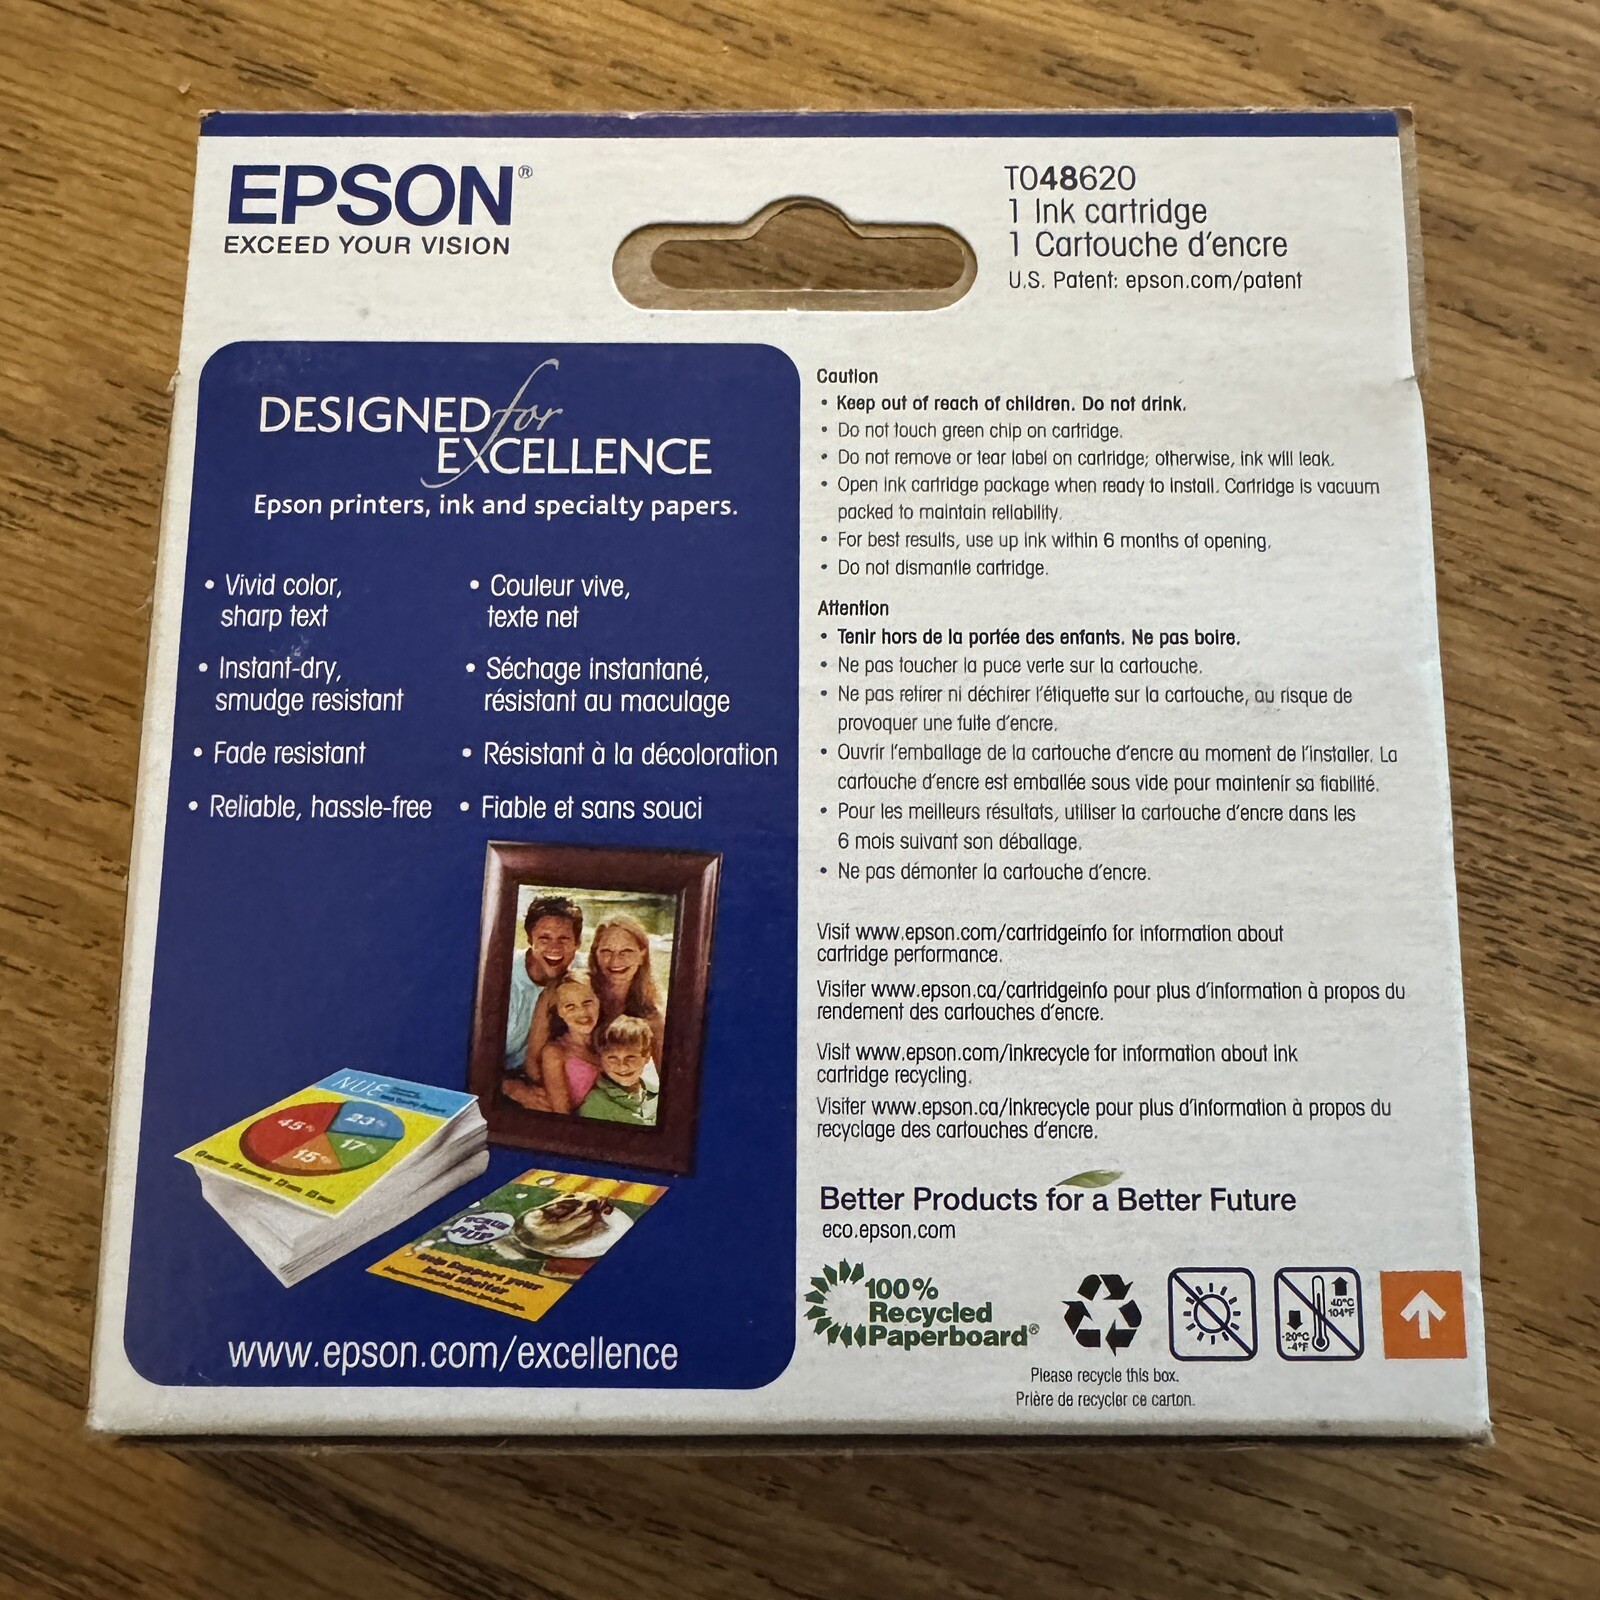 EPSON®
EXCEED YOUR VISION
T048620
1 Ink cartridge
1 Cartouche d'encre
U.S. Patent: epson.com/patent
DESIGNED for
EXCELLENCE
Epson printers, ink and specialty papers.
• Vivid color,
sharp text
• Instant-dry,
smudge resistant
• Fade resistant
• Reliable, hassle-free
• Couleur vive,
texte net
• Séchage instantané,
résistant au maculage
• Résistant à la décoloration
• Fiable et sans souci
NUE
45%
23%
17%
15%
Help Support your
local shelter
www.epson.com/excellence
Caution
• Keep out of reach of children. Do not drink.
• Do not touch green chip on cartridge.
• Do not remove or tear label on cartridge; otherwise, ink will leak.
• Open ink cartridge package when ready to install. Cartridge is vacuum
packed to maintain reliability.
• For best results, use up ink within 6 months of opening.
• Do not dismantle cartridge.
Attention
• Tenir hors de la portée des enfants. Ne pas boire.
• Ne pas toucher la puce verte sur la cartouche.
• Ne pas retirer ni déchirer l'étiquette sur la cartouche, au risque de
provoquer une fuite d'encre.
• Ouvrir l'emballage de la cartouche d'encre au moment de l'installer. La
cartouche d'encre est emballée sous vide pour maintenir sa fiabilité.
• Pour les meilleurs résultats, utiliser la cartouche d'encre dans les
6 mois suivant son déballage.
• Ne pas démonter la cartouche d'encre.
Visit www.epson.com/cartridgeinfo for information about
cartridge performance.
Visiter www.epson.ca/cartridgeinfo pour plus d'information à propos du
rendement des cartouches d'encre.
Visit www.epson.com/inkrecycle for information about ink
cartridge recycling.
Visiter www.epson.ca/inkrecycle pour plus d'information à propos du
recyclage des cartouches d'encre.
Better Products for a Better Future
eco.epson.com
100%
Recycled
Paperboard®
40°C
104°F
-20°C
-4°F
Please recycle this box.
Prière de recycler ce carton.